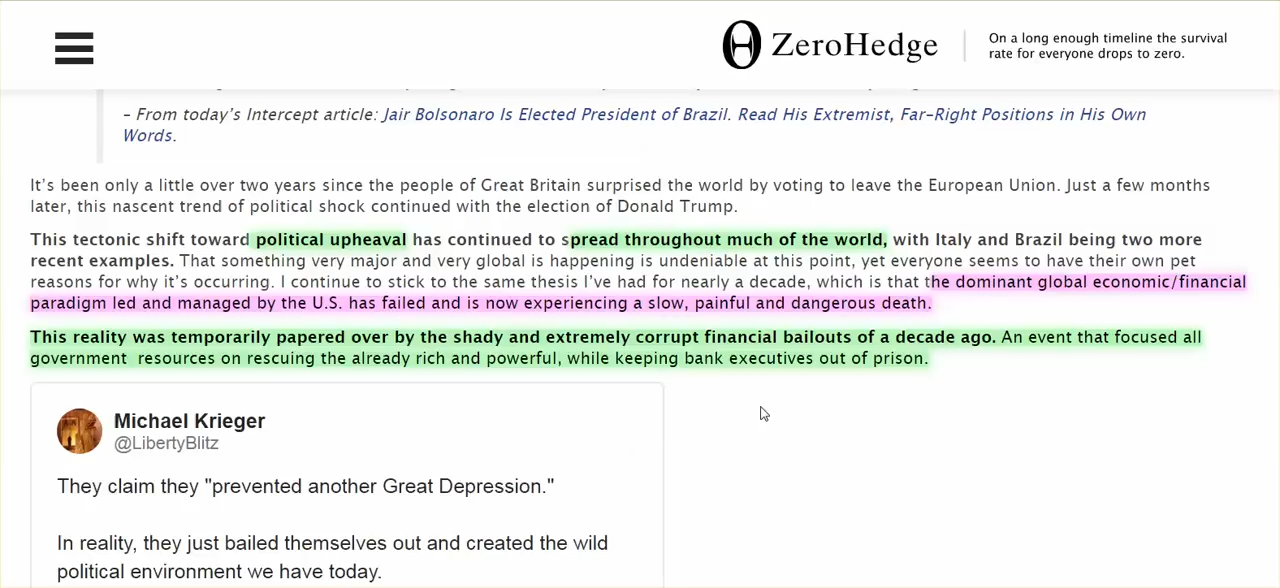 ZeroHedge
On a long enough timeline the survival
rate for everyone drops to zero.
– From today's Intercept article: Jair Bolsonaro Is Elected President of Brazil. Read His Extremist, Far-Right Positions in His Own
Words.
It's been only a little over two years since the people of Great Britain surprised the world by voting to leave the European Union. Just a few months
later, this nascent trend of political shock continued with the election of Donald Trump.
This tectonic shift toward political upheaval has continued to spread throughout much of the world, with Italy and Brazil being two more
recent examples. That something very major and very global is happening is undeniable at this point, yet everyone seems to have their own pet
reasons for why it's occurring. I continue to stick to the same thesis I've had for nearly a decade, which is that the dominant global economic/financial
paradigm led and managed by the U.S. has failed and is now experiencing a slow, painful and dangerous death.
This reality was temporarily papered over by the shady and extremely corrupt financial bailouts of a decade ago. An event that focused all
government resources on rescuing the already rich and powerful, while keeping bank executives out of prison.
Michael Krieger
@LibertyBlitz
They claim they "prevented another Great Depression."
In reality, they just bailed themselves out and created the wild
political environment we have today.